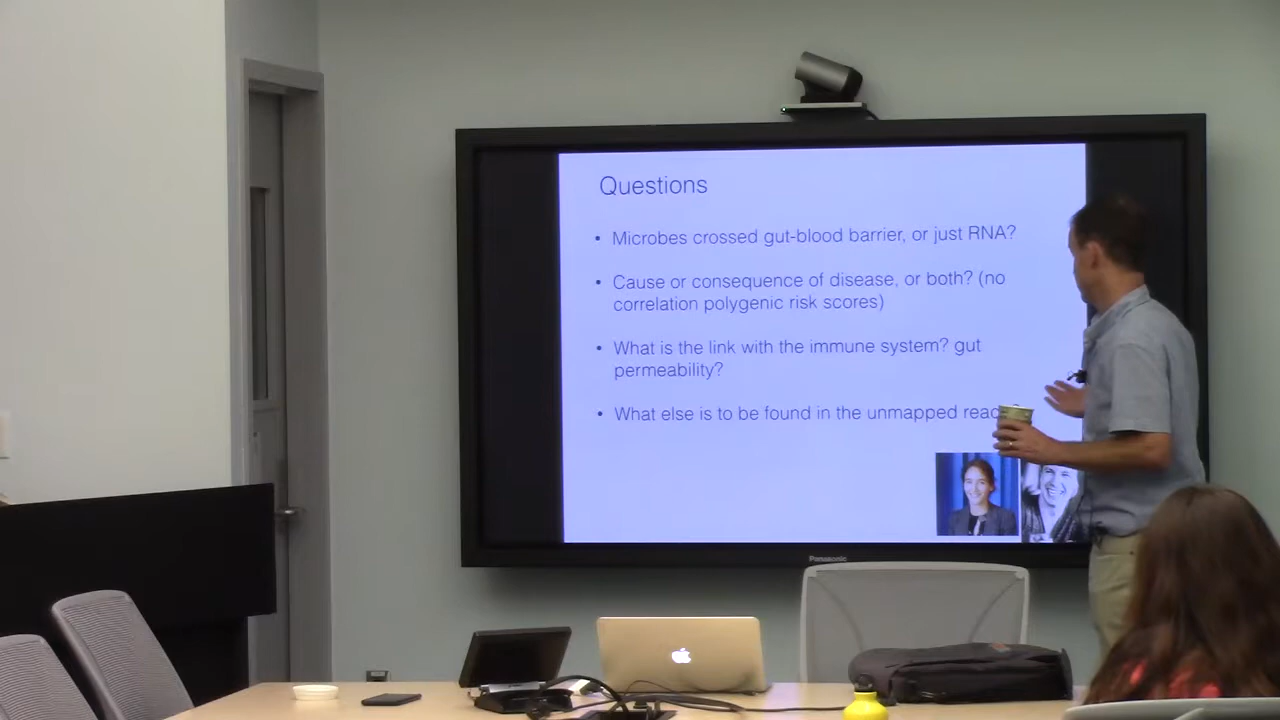 Questions
• Microbes crossed gut-blood barrier, or just RNA?
• Cause or consequence of disease, or both? (no
correlation polygenic risk scores)
• What is the link with the immune system? gut
permeability?
• What else is to be found in the unmapped
Panasonic